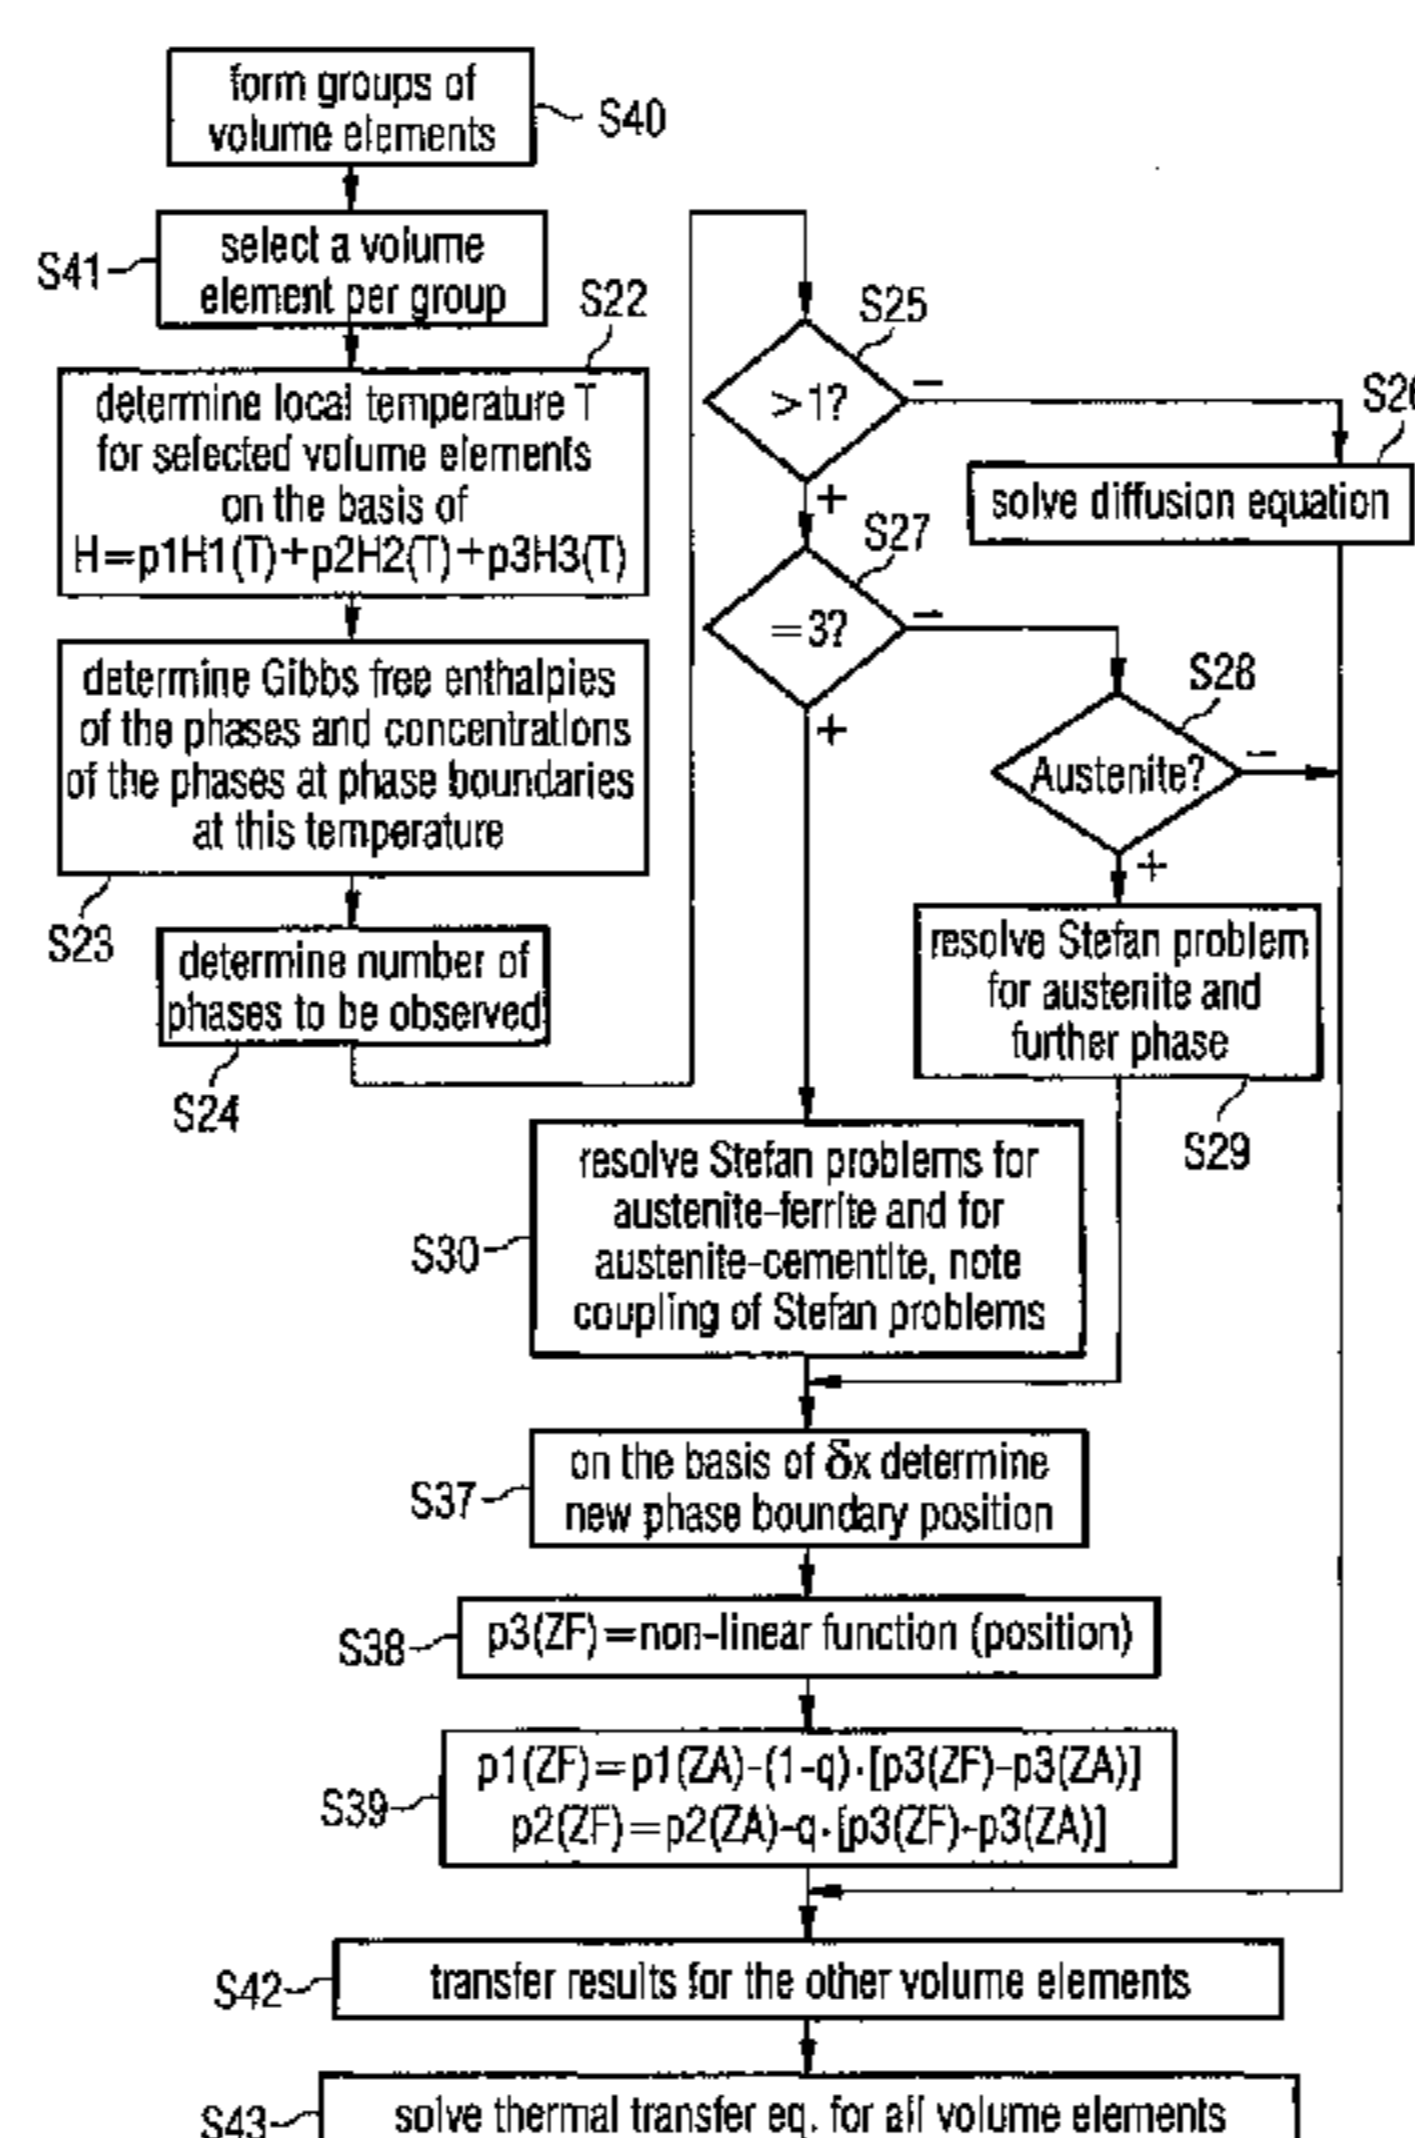 form groups of
volume elements
S40
select a volume
element per group
S41
S22
determine local temperature T
for selected volume elements
on the basis of
H=p1H1(T)+p2H2(T)+p3H3(T)
determine Gibbs free enthalpies
of the phases and concentrations
of the phases at phase boundaries
at this temperature
S23
determine number of
phases to be observed
S24
S25
>1?
−
+
solve diffusion equation
S27
=3?
−
+
S28
Austenite?
−
+
resolve Stefan problem
for austenite and
further phase
S29
resolve Stefan problems for
austenite-ferrite and for
austenite-cementite, note
coupling of Stefan problems
S30
on the basis of δx determine
new phase boundary position
S37
p3(ZF)=non-linear function (position)
S38
p1(ZF)=p1(ZA)-(1-q)·[p3(ZF)-p3(ZA)]
p2(ZF)=p2(ZA)-q·[p3(ZF)-p3(ZA)]
S39
transfer results for the other volume elements
S42
solve thermal transfer eq. for all volume elements
S43